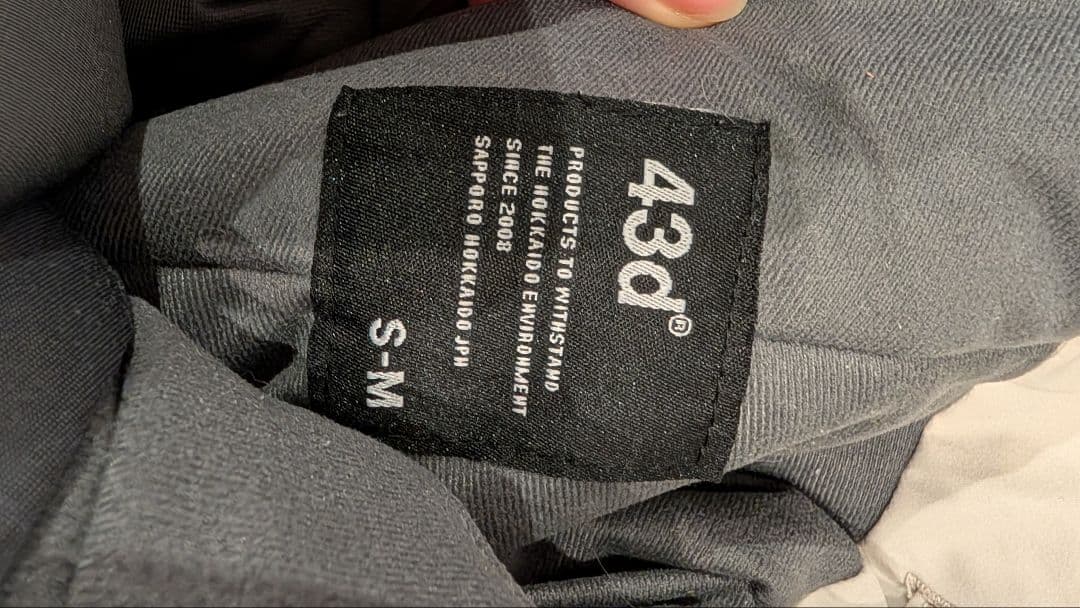 43d®
PRODUCTS TO WITHSTAND
THE HOKKAIDO ENVIRONMENT
SINCE 2008
SAPPORO HOKKAIDO JPN
S-M